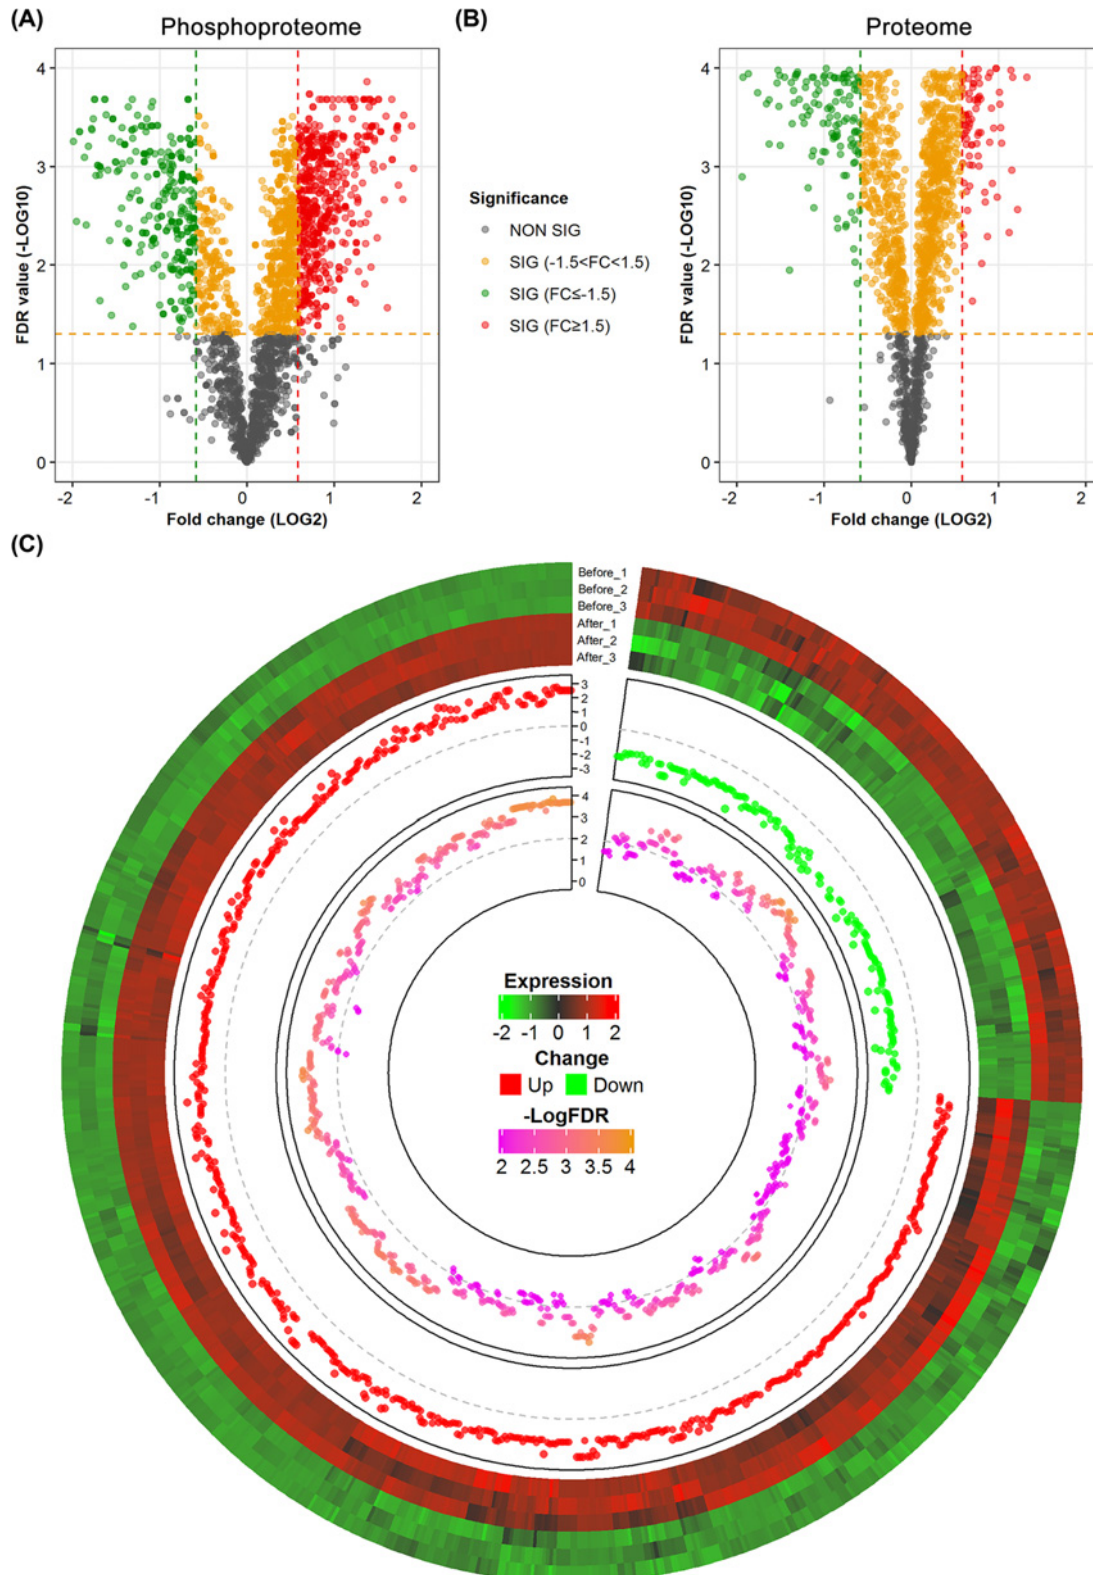 (A)
Phosphoproteome
4
3
2
1
0
FDR value (-LOG10)
-2 -1 0 1 2
Fold change (LOG2)
Significance
NON SIG
SIG (-1.5<FC<1.5)
SIG (FC≤-1.5)
SIG (FC≥1.5)
(B)
Proteome
4
3
2
1
0
FDR value (-LOG10)
-2 -1 0 1 2
Fold change (LOG2)
(C)
Before_1
Before_2
Before_3
After_1
After_2
After_3
3
2
1
0
-1
-2
-3
4
3
2
1
0
Expression
-2 -1 0 1 2
Change
Up Down
-LogFDR
2 2.5 3 3.5 4